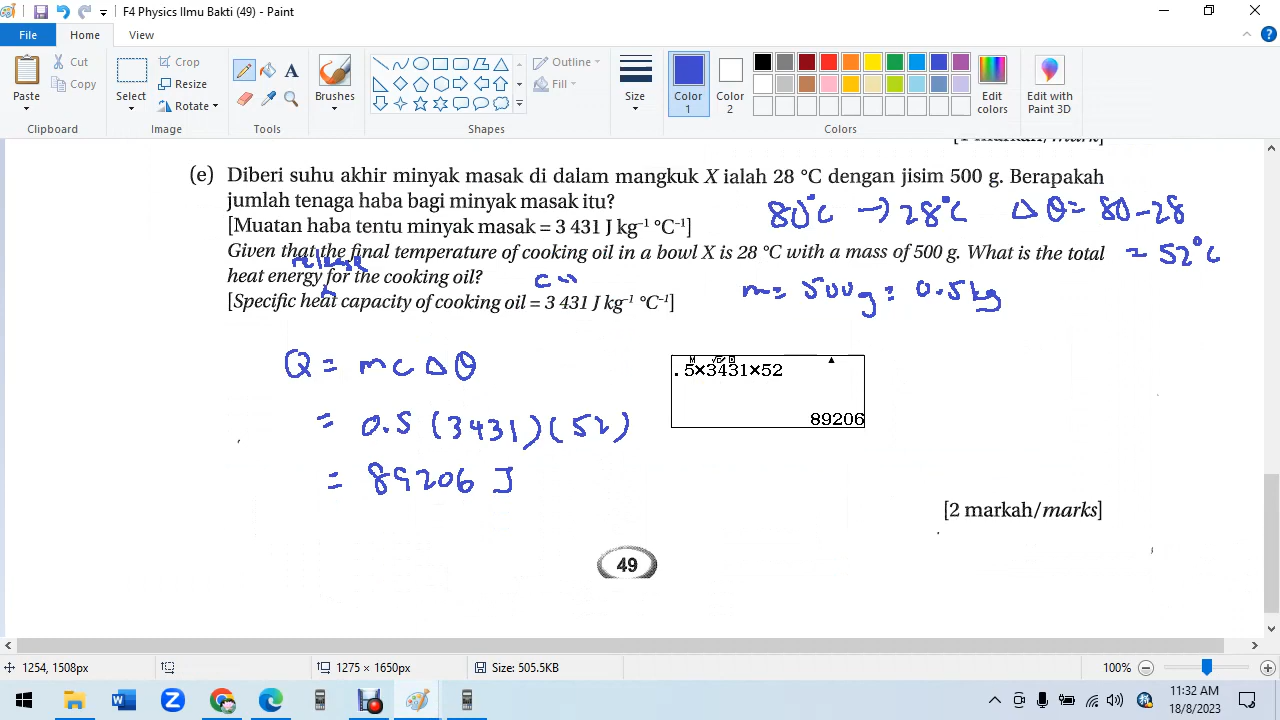 F4 Physics Ilmu Bakti (49) - Paint
File Home View
Paste Cut Copy Clipboard
Select Crop Resize Rotate Image
Tools
Brushes
Outline Fill Shapes
Size
Color 1 Color 2 Edit colors Colors
Edit with Paint 3D
[1 markah/mark]
(e) Diberi suhu akhir minyak masak di dalam mangkuk X ialah 28 °C dengan jisim 500 g. Berapakah
jumlah tenaga haba bagi minyak masak itu?
80°C → 28°C Δθ = 80 - 28
[Muatan haba tentu minyak masak = 3 431 J kg⁻¹ °C⁻¹]
Given that the final temperature of cooking oil in a bowl X is 28 °C with a mass of 500 g. What is the total
= 52°C
release
heat energy for the cooking oil?
[Specific heat capacity of cooking oil = 3 431 J kg⁻¹ °C⁻¹]
m = 500g = 0.5 kg
Q = mcΔθ
= 0.5 (3431)(52)
= 89206 J
.5×3431×52
89206
[2 markah/marks]
49
1254, 1508px 1275 × 1650px Size: 505.5KB 100%
11:32 AM
18/8/2023